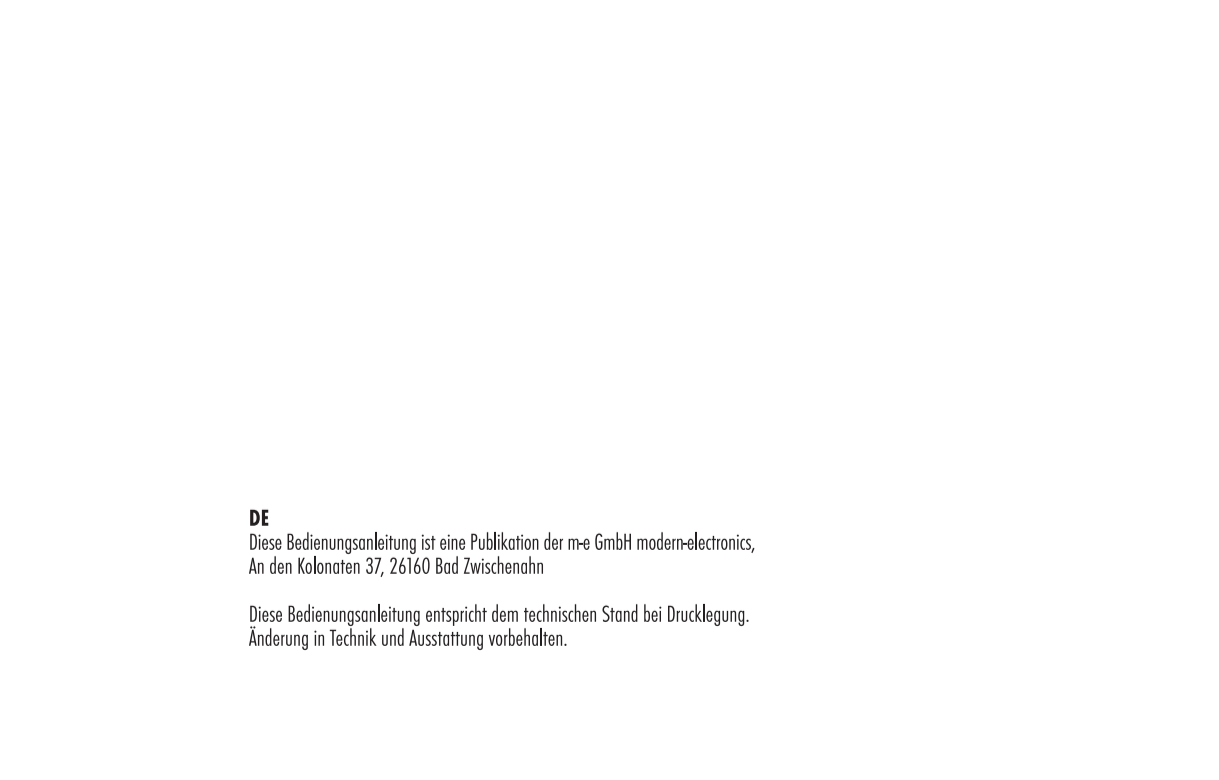 DE
Diese Bedienungsanleitung ist eine Publikation der m-e GmbH modern-electronics,
An den Kolonaten 37, 26160 Bad Zwischenahn
Diese Bedienungsanleitung entspricht dem technischen Stand bei Drucklegung.
Änderung in Technik und Ausstattung vorbehalten.